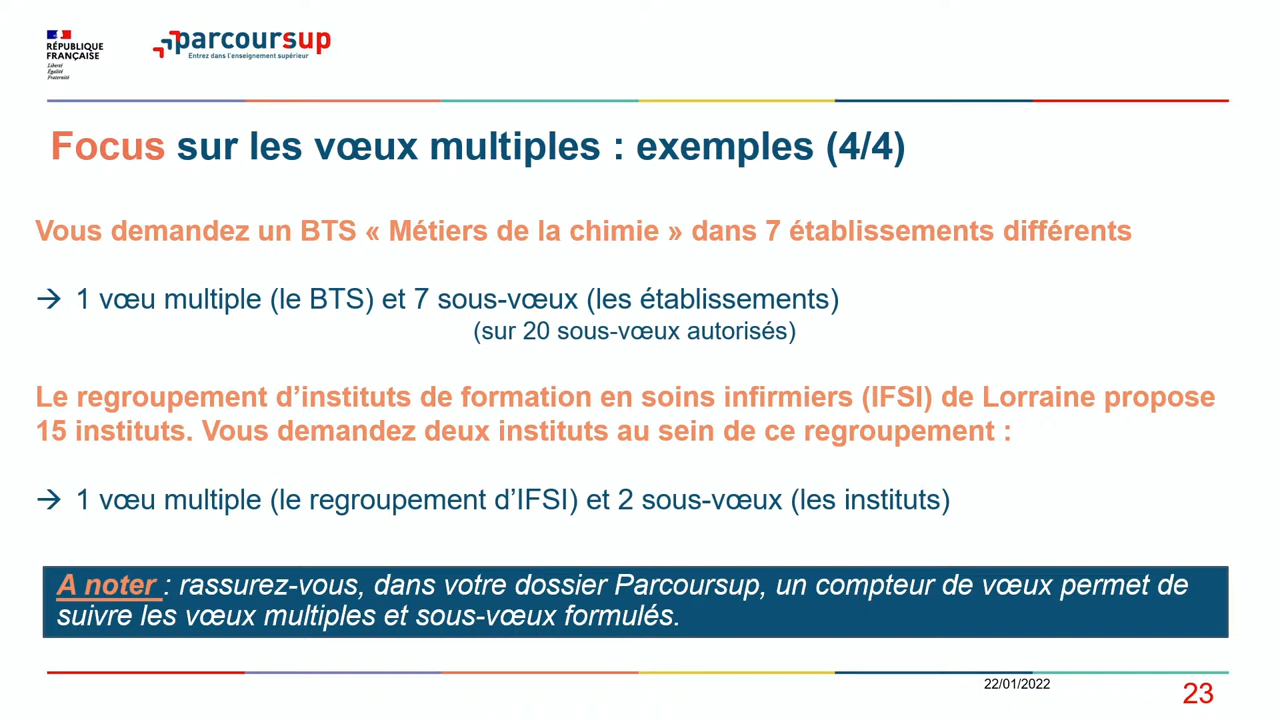 RÉPUBLIQUE
FRANÇAISE
Liberté
Égalité
Fraternité
parcoursup
Entrez dans l'enseignement supérieur
Focus sur les vœux multiples : exemples (4/4)
Vous demandez un BTS « Métiers de la chimie » dans 7 établissements différents
→ 1 vœu multiple (le BTS) et 7 sous-vœux (les établissements)
(sur 20 sous-vœux autorisés)
Le regroupement d’instituts de formation en soins infirmiers (IFSI) de Lorraine propose
15 instituts. Vous demandez deux instituts au sein de ce regroupement :
→ 1 vœu multiple (le regroupement d’IFSI) et 2 sous-vœux (les instituts)
A noter : rassurez-vous, dans votre dossier Parcoursup, un compteur de vœux permet de
suivre les vœux multiples et sous-vœux formulés.
22/01/2022
23